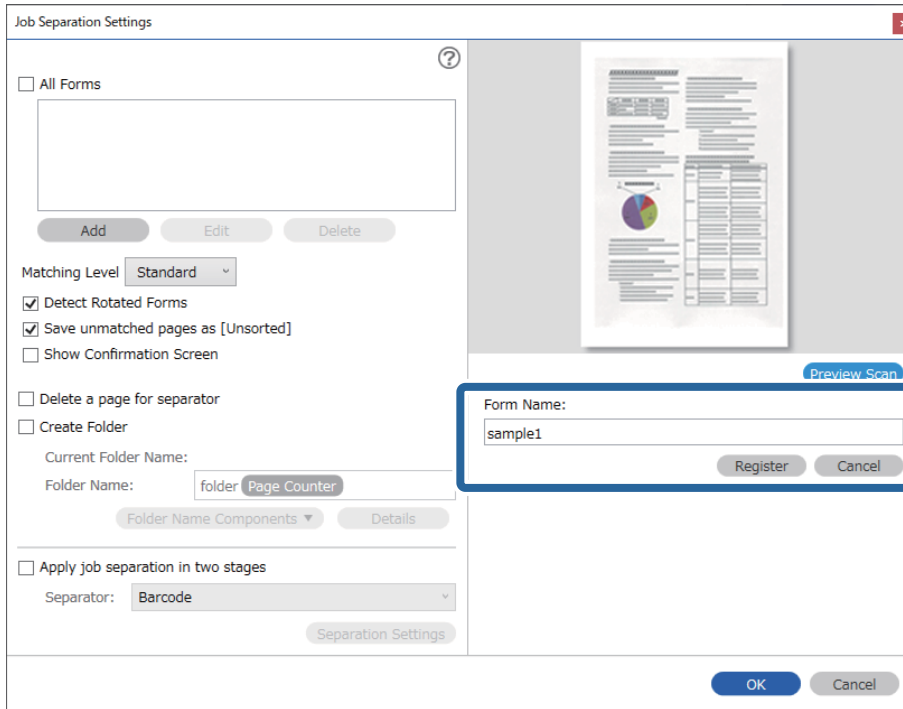 Job Separation Settings
All Forms
Add Edit Delete
Matching Level Standard
Detect Rotated Forms
Save unmatched pages as [Unsorted]
Show Confirmation Screen
Delete a page for separator
Create Folder
Current Folder Name:
Folder Name: folder Page Counter
Folder Name Components Details
Apply job separation in two stages
Separator: Barcode
Separation Settings
Preview Scan
Form Name:
sample1
Register Cancel
OK Cancel